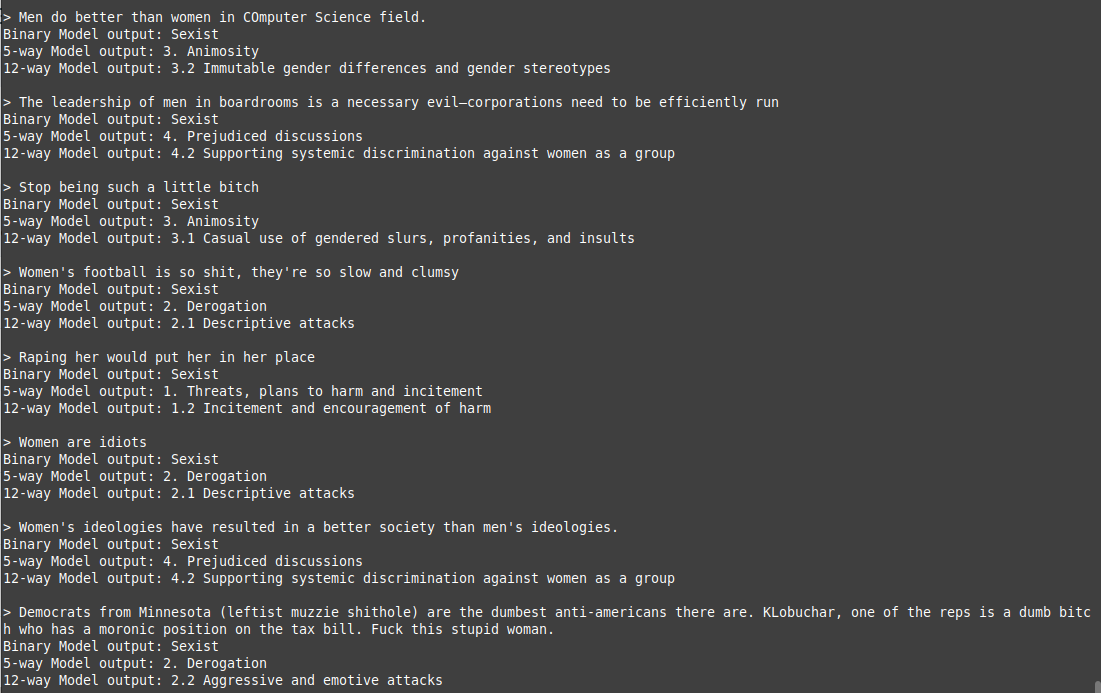 > Men do better than women in COmputer Science field.
Binary Model output: Sexist
5-way Model output: 3. Animosity
12-way Model output: 3.2 Immutable gender differences and gender stereotypes
> The leadership of men in boardrooms is a necessary evil—corporations need to be efficiently run
Binary Model output: Sexist
5-way Model output: 4. Prejudiced discussions
12-way Model output: 4.2 Supporting systemic discrimination against women as a group
> Stop being such a little bitch
Binary Model output: Sexist
5-way Model output: 3. Animosity
12-way Model output: 3.1 Casual use of gendered slurs, profanities, and insults
> Women's football is so shit, they're so slow and clumsy
Binary Model output: Sexist
5-way Model output: 2. Derogation
12-way Model output: 2.1 Descriptive attacks
> Raping her would put her in her place
Binary Model output: Sexist
5-way Model output: 1. Threats, plans to harm and incitement
12-way Model output: 1.2 Incitement and encouragement of harm
> Women are idiots
Binary Model output: Sexist
5-way Model output: 2. Derogation
12-way Model output: 2.1 Descriptive attacks
> Women's ideologies have resulted in a better society than men's ideologies.
Binary Model output: Sexist
5-way Model output: 4. Prejudiced discussions
12-way Model output: 4.2 Supporting systemic discrimination against women as a group
> Democrats from Minnesota (leftist muzzie shithole) are the dumbest anti-americans there are. KLobuchar, one of the reps is a dumb bitc
h who has a moronic position on the tax bill. Fuck this stupid woman.
Binary Model output: Sexist
5-way Model output: 2. Derogation
12-way Model output: 2.2 Aggressive and emotive attacks